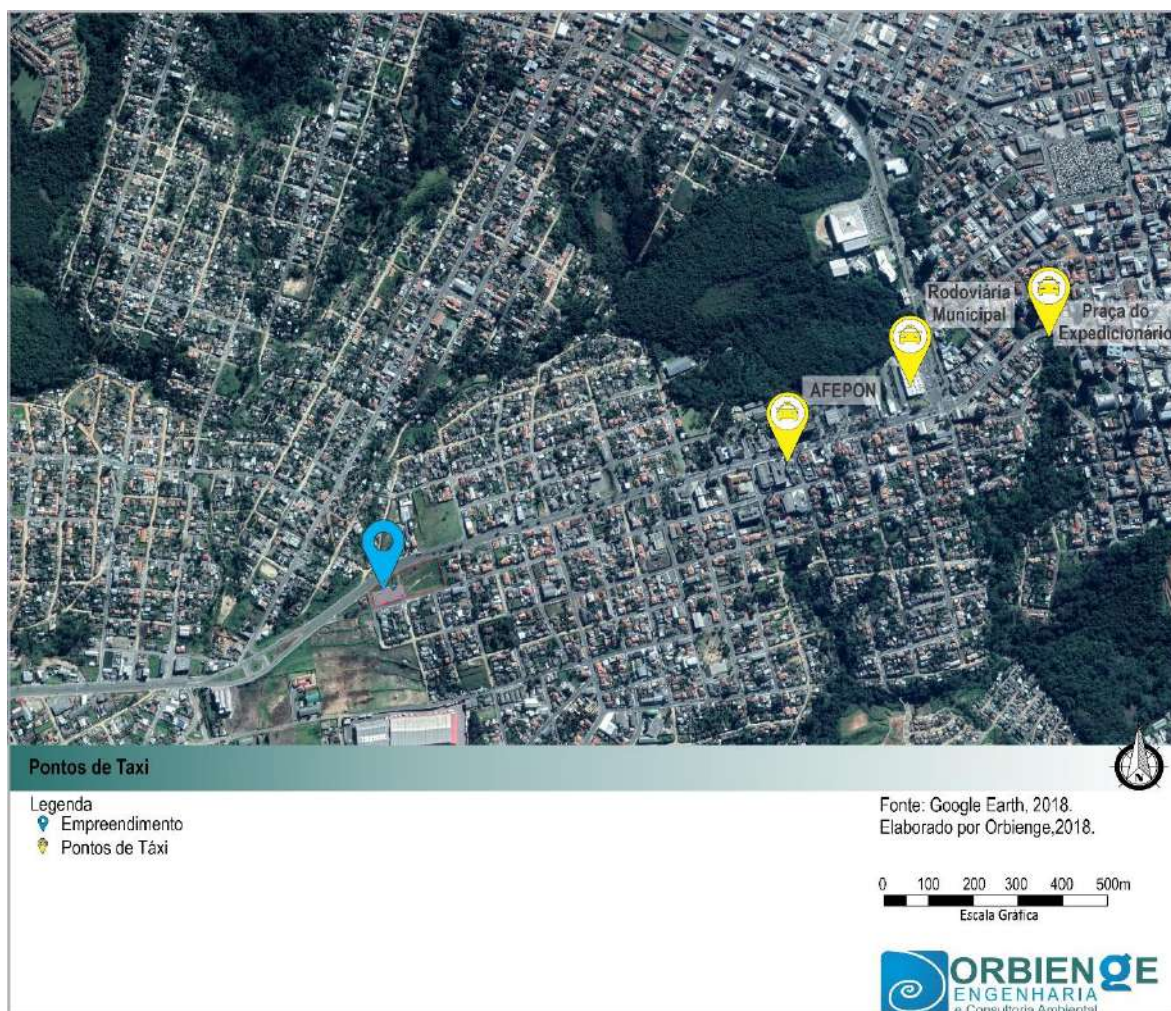 Rodoviária
Municipal
Praça do
Expedicionário
AFEPON
Pontos de Taxi
N
Legenda
Empreendimento
Pontos de Táxi
Fonte: Google Earth, 2018.
Elaborado por Orbienge,2018.
0 100 200 300 400 500m
Escala Gráfica
ORBIENGE
ENGENHARIA
e Consultoria Ambiental